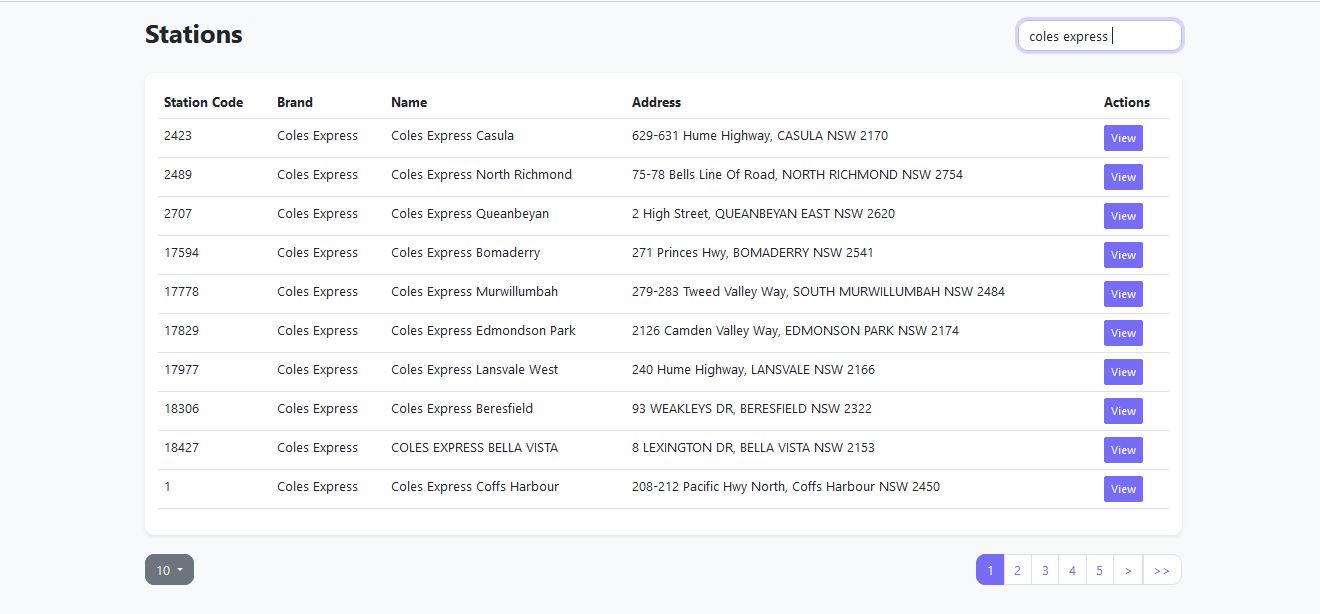 Stations
coles express
Station Code Brand Name Address Actions
2423 Coles Express Coles Express Casula 629-631 Hume Highway, CASULA NSW 2170 View
2489 Coles Express Coles Express North Richmond 75-78 Bells Line Of Road, NORTH RICHMOND NSW 2754 View
2707 Coles Express Coles Express Queanbeyan 2 High Street, QUEANBEYAN EAST NSW 2620 View
17594 Coles Express Coles Express Bomaderry 271 Princes Hwy, BOMADERRY NSW 2541 View
17778 Coles Express Coles Express Murwillumbah 279-283 Tweed Valley Way, SOUTH MURWILLUMBAH NSW 2484 View
17829 Coles Express Coles Express Edmondson Park 2126 Camden Valley Way, EDMONSON PARK NSW 2174 View
17977 Coles Express Coles Express Lansvale West 240 Hume Highway, LANSVALE NSW 2166 View
18306 Coles Express Coles Express Beresfield 93 WEAKLEYS DR, BERESFIELD NSW 2322 View
18427 Coles Express COLES EXPRESS BELLA VISTA 8 LEXINGTON DR, BELLA VISTA NSW 2153 View
1 Coles Express Coles Express Coffs Harbour 208-212 Pacific Hwy North, Coffs Harbour NSW 2450 View
10 1 2 3 4 5 > >>